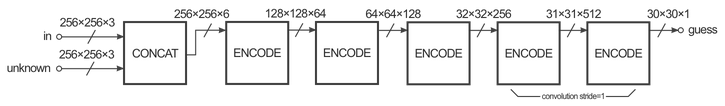 256×256×3
in
256×256×3
unknown
CONCAT
256×256×6
ENCODE
128×128×64
ENCODE
64×64×128
ENCODE
32×32×256
ENCODE
31×31×512
ENCODE
30×30×1
guess
convolution stride=1